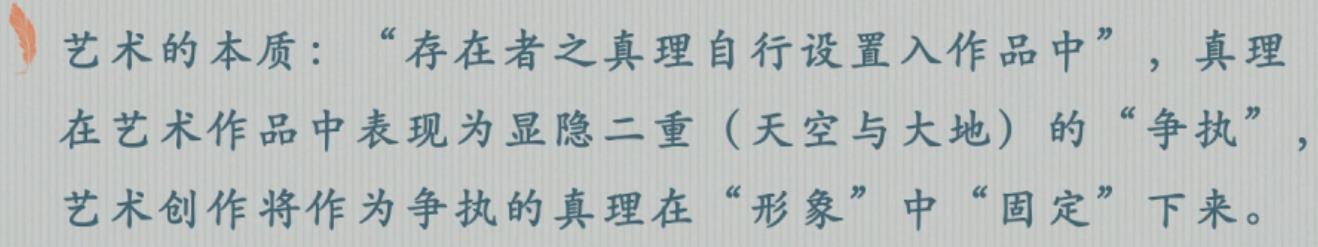 艺术的本质：“存在者之真理自行设置入作品中”，真理
在艺术作品中表现为显隐二重（天空与大地）的“争执”，
艺术创作将作为争执的真理在“形象”中“固定”下来。